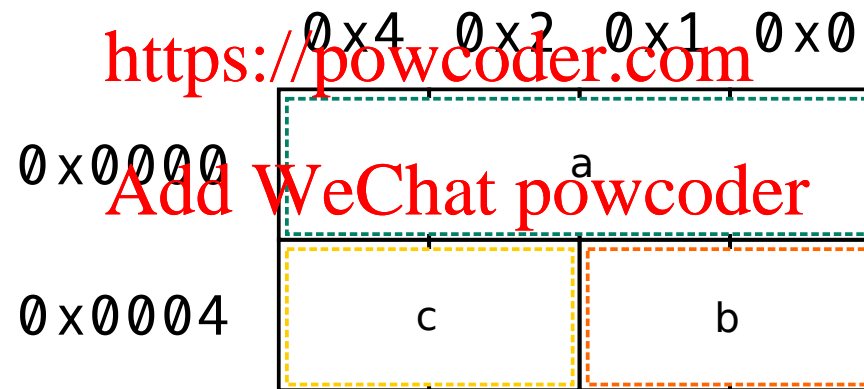 0x4 0x2 0x1 0x0
https://powcoder.com
0x0000 a
Add WeChat powcoder
0x0004 c b